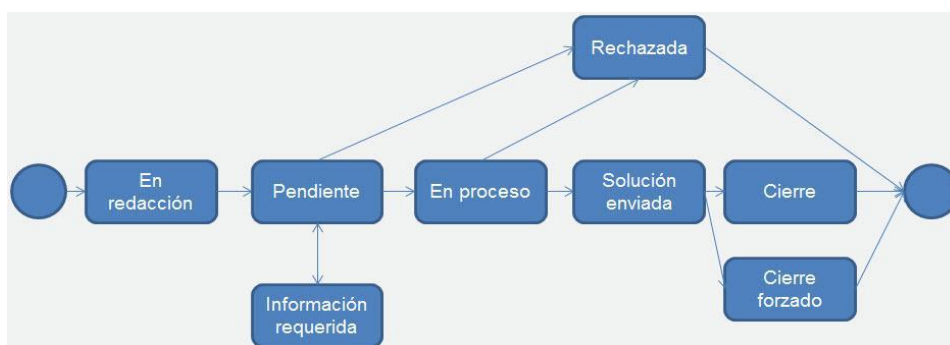 Rechazada
En
redacción
Pendiente
En proceso
Solución
enviada
Cierre
Información
requerida
Cierre
forzado